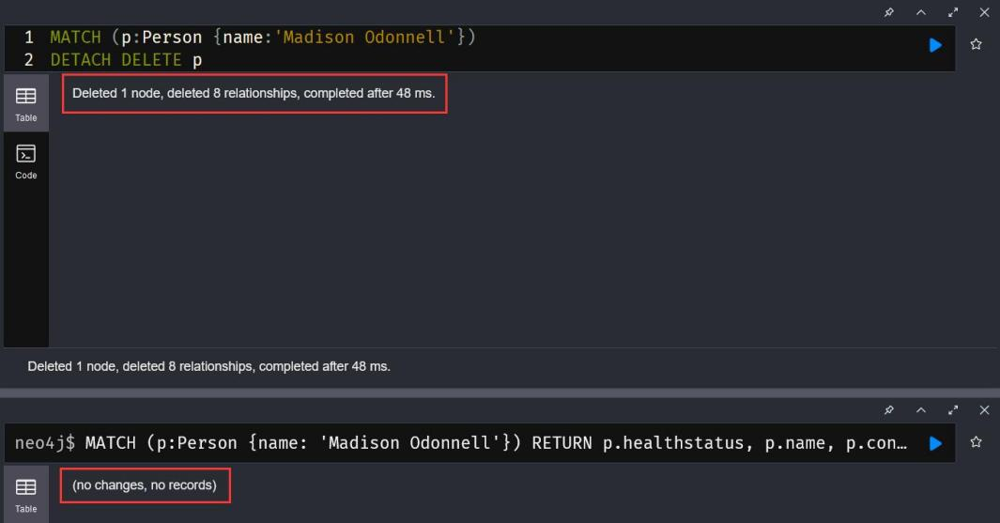 1 MATCH (p:Person {name:'Madison Odonnell'})
2 DETACH DELETE p
Table
Deleted 1 node, deleted 8 relationships, completed after 48 ms.
Code
Deleted 1 node, deleted 8 relationships, completed after 48 ms.
neo4j$ MATCH (p:Person {name: 'Madison Odonnell'}) RETURN p.healthstatus, p.name, p.con…
(no changes, no records)
Table